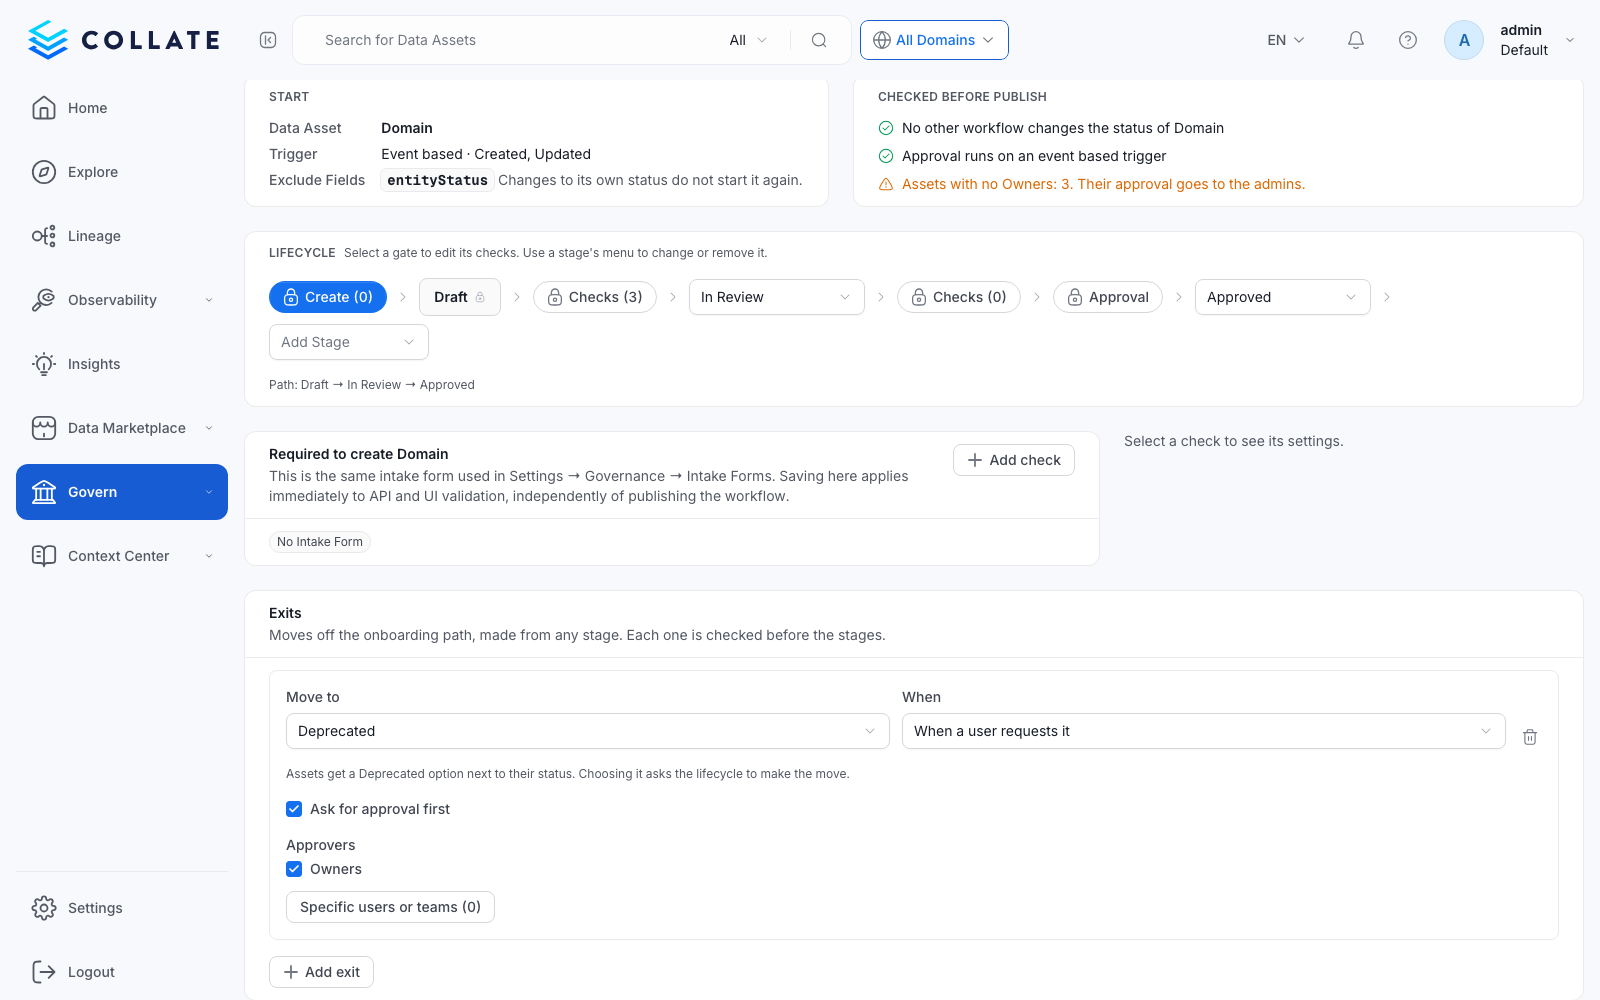 COLLATE
Search for Data Assets
All
All Domains
EN
A
admin
Default
Home
Explore
Lineage
Observability
Insights
Data Marketplace
Govern
Context Center
Settings
Logout
START
Data Asset Domain
Trigger Event based · Created, Updated
Exclude Fields entityStatus Changes to its own status do not start it again.
CHECKED BEFORE PUBLISH
No other workflow changes the status of Domain
Approval runs on an event based trigger
Assets with no Owners: 3. Their approval goes to the admins.
LIFECYCLE Select a gate to edit its checks. Use a stage's menu to change or remove it.
Create (0) Draft Checks (3) In Review Checks (0) Approval Approved
Add Stage
Path: Draft → In Review → Approved
Required to create Domain
This is the same intake form used in Settings → Governance → Intake Forms. Saving here applies
immediately to API and UI validation, independently of publishing the workflow.
Add check
No Intake Form
Select a check to see its settings.
Exits
Moves off the onboarding path, made from any stage. Each one is checked before the stages.
Move to When
Deprecated When a user requests it
Assets get a Deprecated option next to their status. Choosing it asks the lifecycle to make the move.
Ask for approval first
Approvers
Owners
Specific users or teams (0)
Add exit